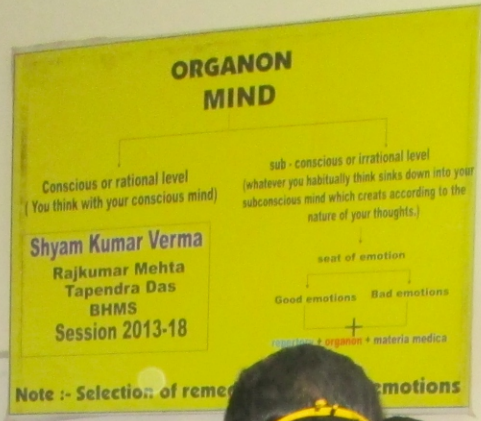 ORGANON
MIND
Conscious or rational level
( You think with your conscious mind)
sub - conscious or irrational level
(whatever you habitually think sinks down into your
subconscious mind which creats according to the
nature of your thoughts.)
seat of emotion
Good emotions Bad emotions
+
repertory + organon + materia medica
Shyam Kumar Verma
Rajkumar Mehta
Tapendra Das
BHMS
Session 2013-18
Note :- Selection of emotions